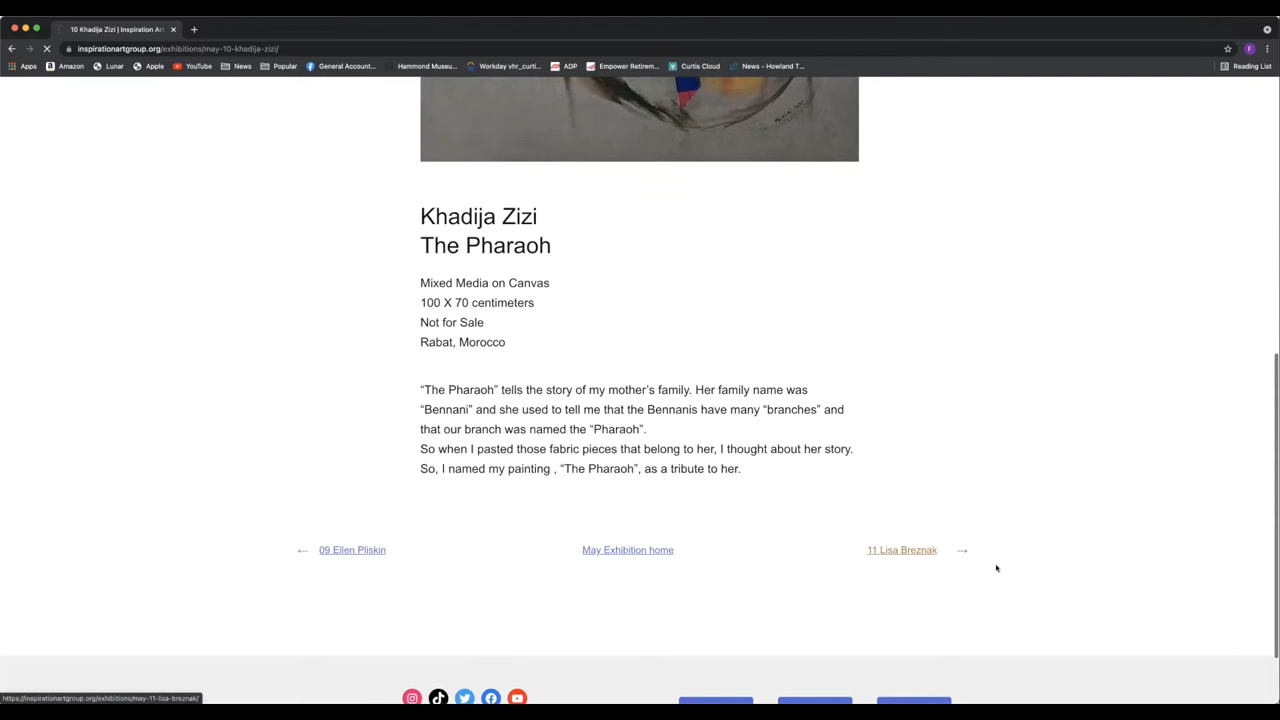 10 Khadija Zizi | Inspiration Ar
inspirationartgroup.org/exhibitions/may-10-khadija-zizi/
Apps Amazon Lunar Apple YouTube News Popular General Account... Hammond Museu... Workday vhr_curti... ADP Empower Retirem... Curtis Cloud News - Howland T... Reading List
Khadija Zizi
The Pharaoh
Mixed Media on Canvas
100 X 70 centimeters
Not for Sale
Rabat, Morocco
“The Pharaoh” tells the story of my mother’s family. Her family name was
“Bennani” and she used to tell me that the Bennanis have many “branches” and
that our branch was named the “Pharaoh”.
So when I pasted those fabric pieces that belong to her, I thought about her story.
So, I named my painting , “The Pharaoh”, as a tribute to her.
← 09 Ellen Pliskin May Exhibition home 11 Lisa Breznak →
https://inspirationartgroup.org/exhibitions/may-11-lisa-breznak/